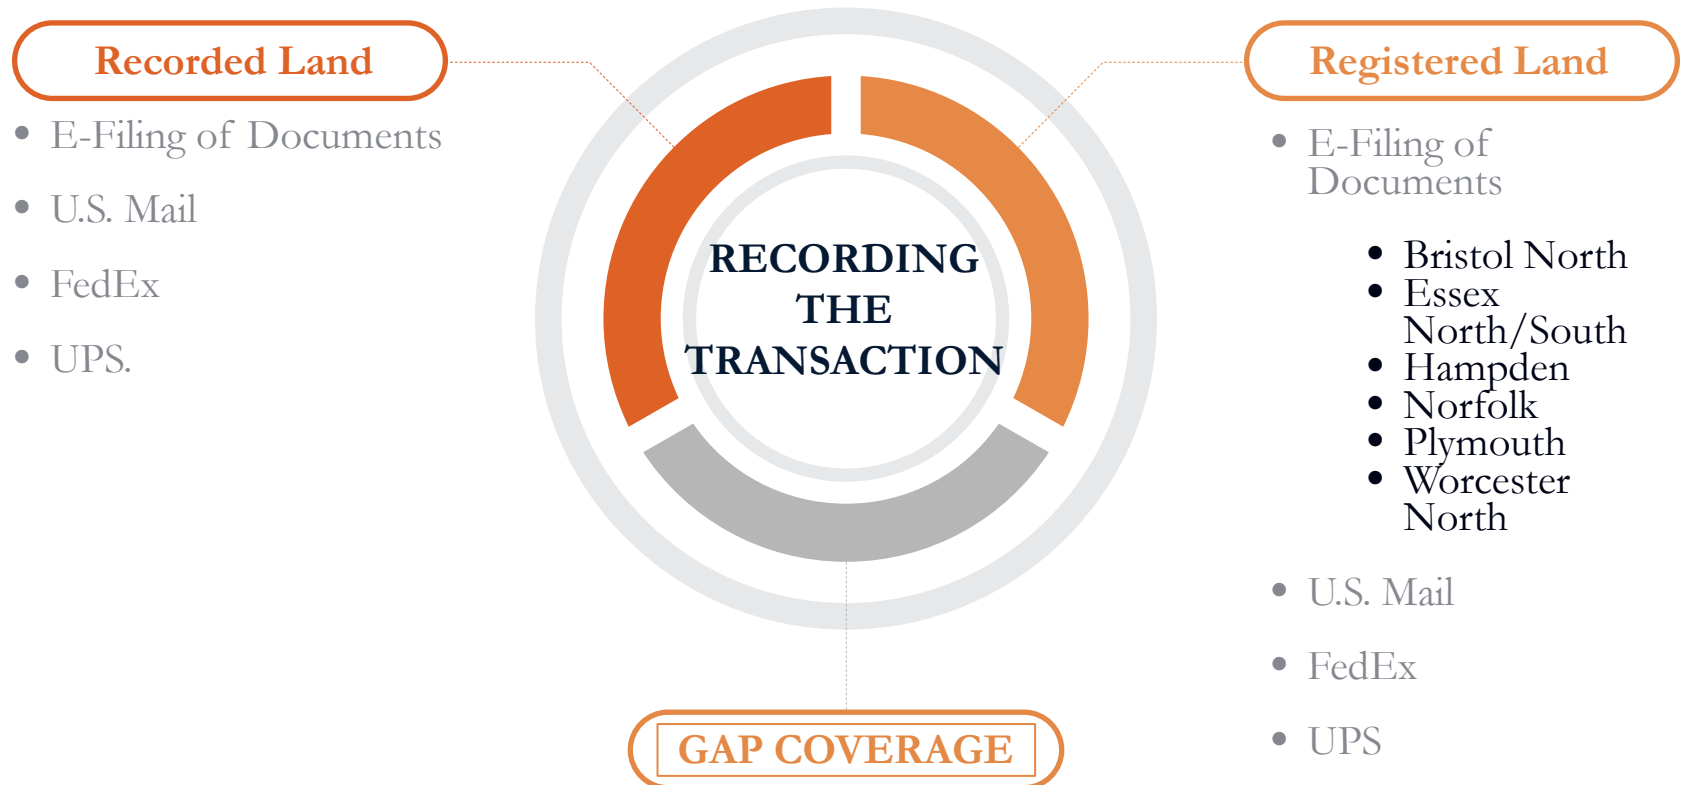 Recorded Land
• E-Filing of Documents
• U.S. Mail
• FedEx
• UPS.
RECORDING
THE
TRANSACTION
Registered Land
• E-Filing of
Documents
• Bristol North
• Essex
North/South
• Hampden
• Norfolk
• Plymouth
• Worcester
North
• U.S. Mail
• FedEx
• UPS
GAP COVERAGE